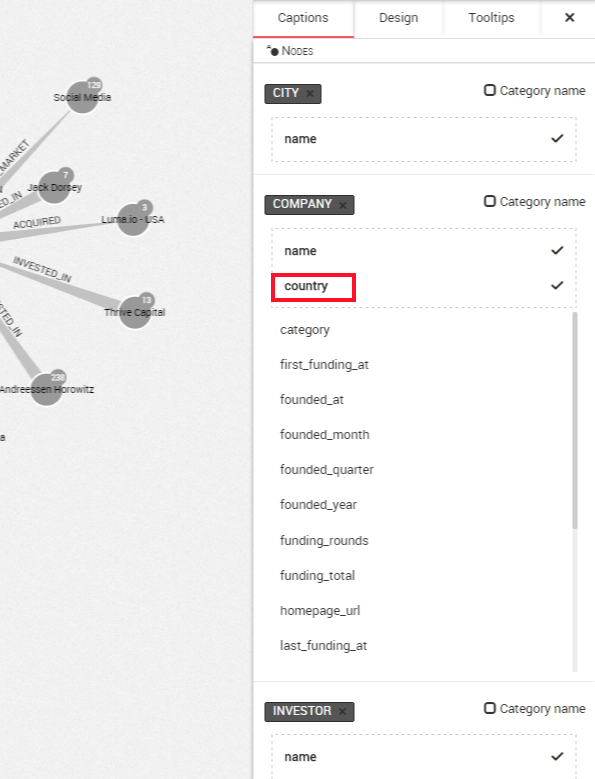 Captions Design Tooltips ×
NODES
CITY × Category name
name
COMPANY × Category name
name
country
category
first_funding_at
founded_at
founded_month
founded_quarter
founded_year
funding_rounds
funding_total
homepage_url
last_funding_at
INVESTOR × Category name
name
126
Social Media
MARKET
7
Jack Dorsey
ED_IN
3
ACQUIRED
Luma.io - USA
INVESTED_IN
13
Thrive Capital
STED_IN
238
Andreessen Horowitz
a